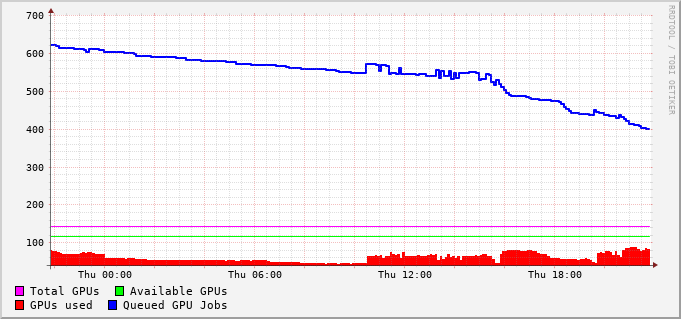 RRDTOOL / TOBI OETIKER
700
600
500
400
300
200
100
Thu 00:00 Thu 06:00 Thu 12:00 Thu 18:00
Total GPUs Available GPUs
GPUs used Queued GPU Jobs